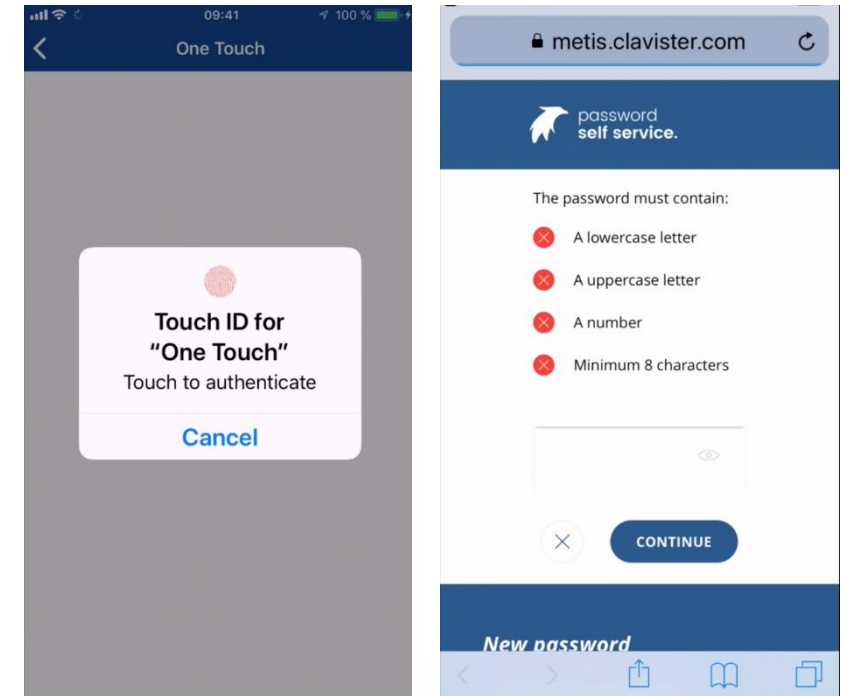 09:41
100 %
One Touch
Touch ID for
“One Touch”
Touch to authenticate
Cancel
metis.clavister.com
password
self service.
The password must contain:
A lowercase letter
A uppercase letter
A number
Minimum 8 characters
CONTINUE
New password